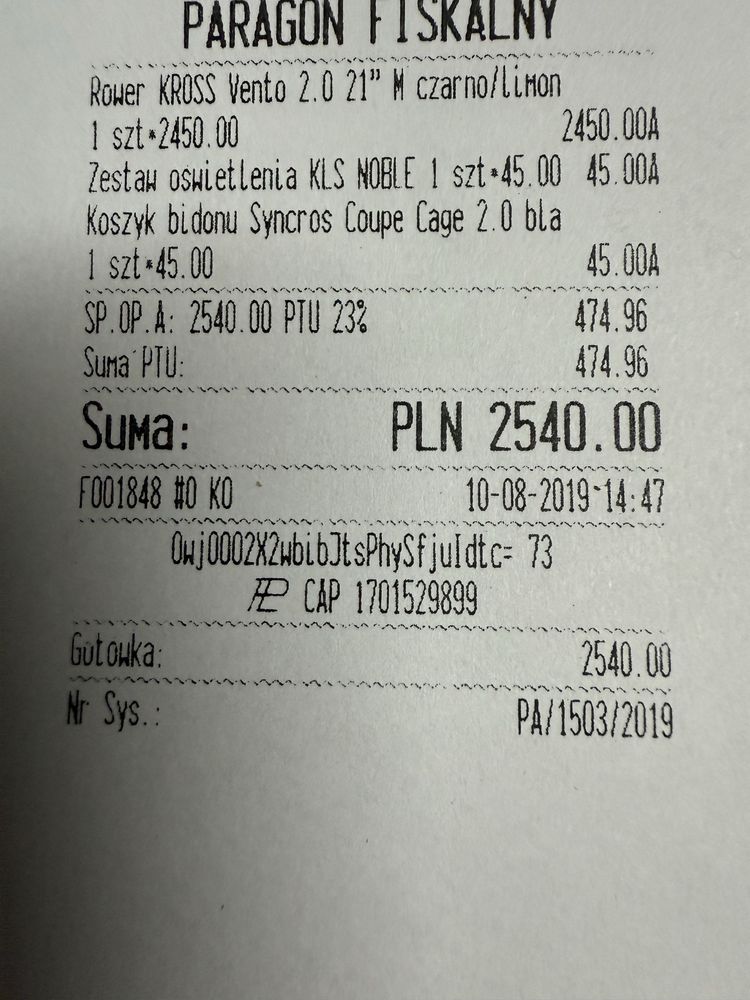 PARAGON FISKALNY
Rower KROSS Vento 2.0 21" M czarno/limon
1 szt*2450.00 2450.00A
Zestaw oświetlenia KLS NOBLE 1 szt*45.00 45.00A
Koszyk bidonu Syncros Coupe Cage 2.0 bla
1 szt*45.00 45.00A
SP.OP.A: 2540.00 PTU 23% 474.96
Suma PTU: 474.96
Suma: PLN 2540.00
F001848 #0 KO 10-08-2019 14:47
OwjO002X2wbibJtsPhySfjuIdtc= 73
CAP 1701529899
Gotówka: 2540.00
Nr Sys.: PA/1503/2019